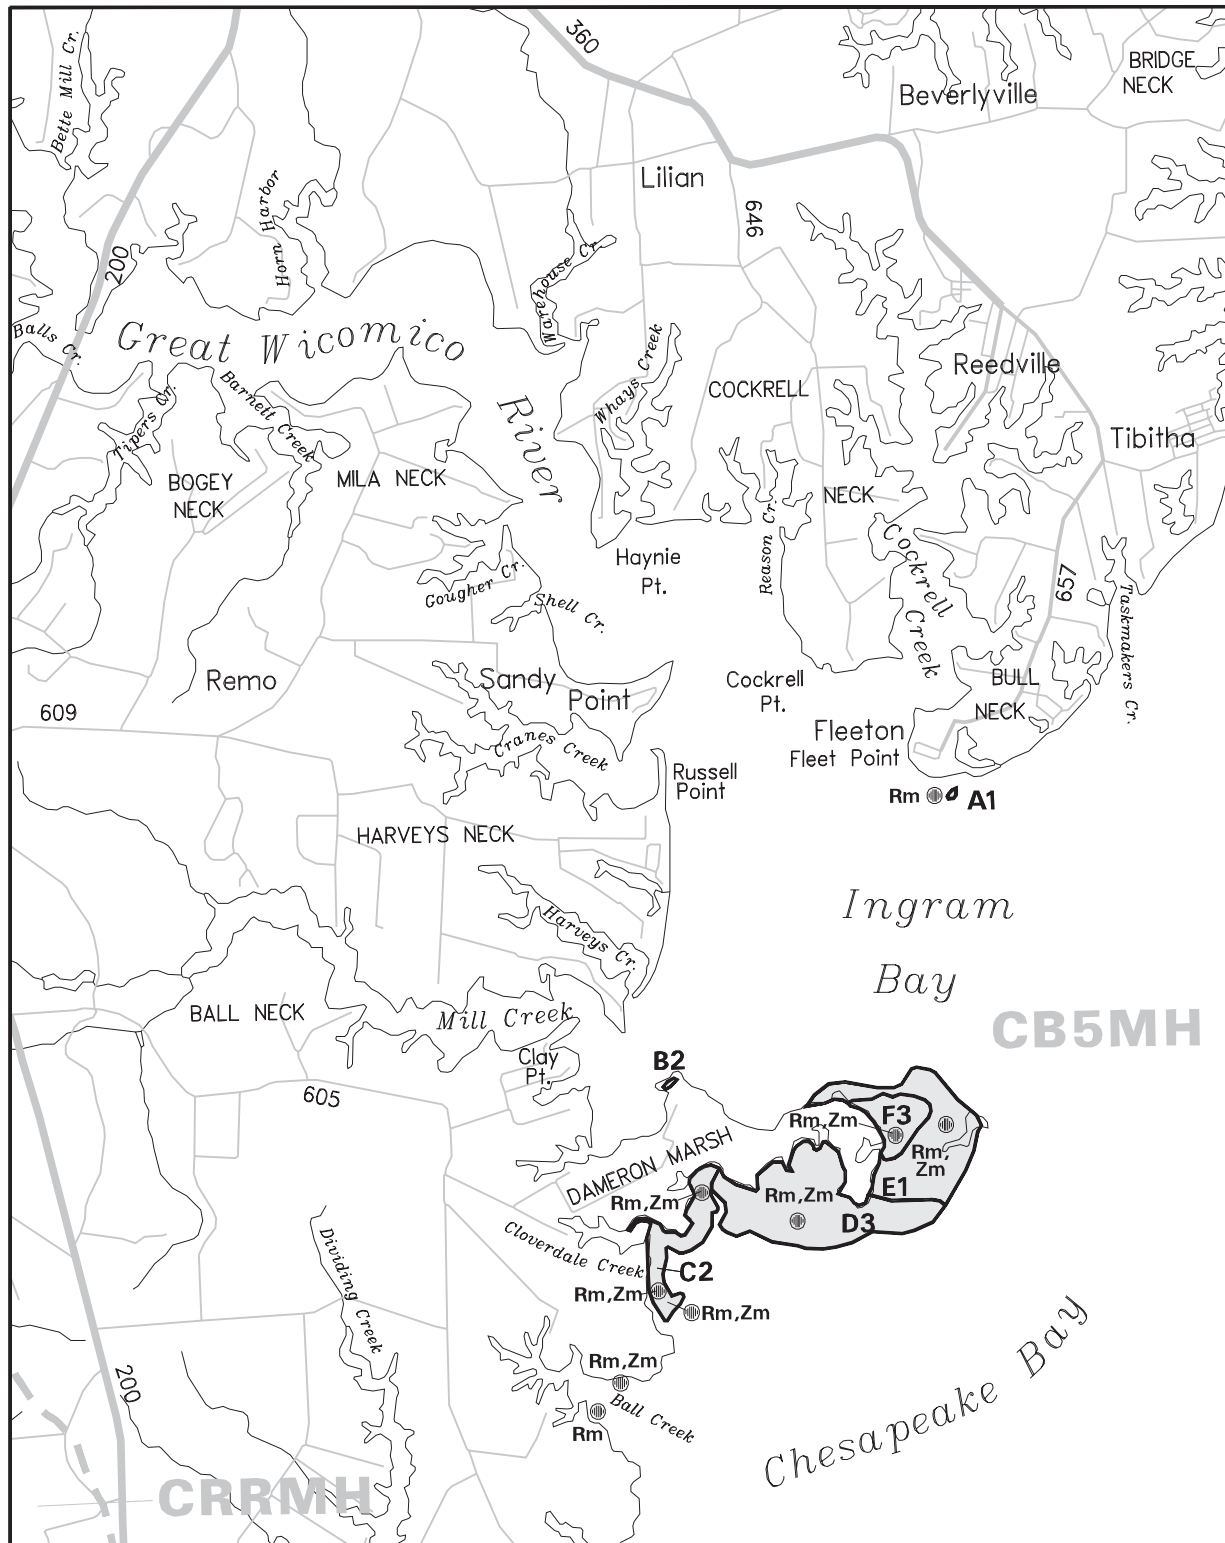 360
Bette Mill Cr.
BRIDGE
NECK
Beverlyville
Lilian
Horn Harbor
646
200
Warehouse Cr.
Balls Cr.
Great Wicomico
River
Whays Creek
Reedville
COCKRELL
NECK
Tipers Cr.
Barnett Creek
Tibitha
BOGEY
NECK
MILA NECK
Reason Cr.
Cockrell
Creek
Haynie
Pt.
657
Taskmakers Cr.
Gougher Cr.
Shell Cr.
Remo
Sandy
Point
Cockrell
Pt.
BULL
NECK
609
Cranes Creek
Fleeton
Fleet Point
Russell
Point
Rm
A1
HARVEYS NECK
Ingram
Bay
Harveys Cr.
BALL NECK
Mill Creek
CB5MH
Clay
Pt.
B2
605
F3
Rm,Zm
Rm,
Zm
DAMERON MARSH
E1
Rm,Zm
Rm,Zm
D3
Cloverdale Creek
C2
Dividing Creek
Rm,Zm
Rm,Zm
Rm,Zm
200
Ball Creek
Rm
Chesapeake Bay
CRRMH